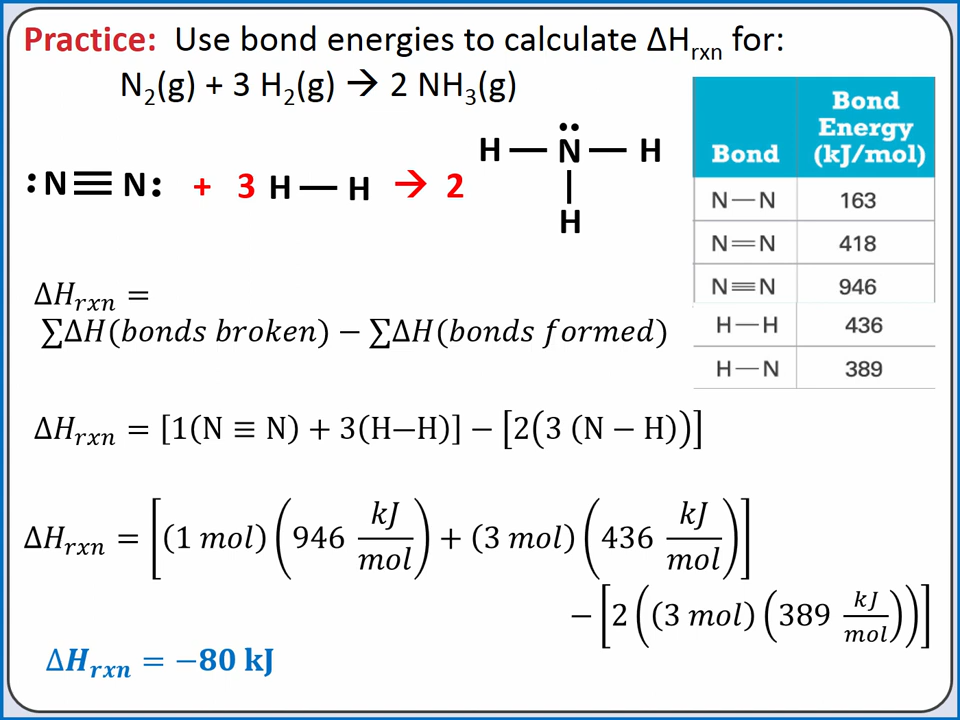 Practice: Use bond energies to calculate ΔHrxn for:
N2(g) + 3 H2(g) → 2 NH3(g)
:N≡N: + 3 H—H → 2 H—N̈—H
|
H
Bond Bond Energy (kJ/mol)
N—N 163
N=N 418
N≡N 946
H—H 436
H—N 389
ΔHrxn =
∑ΔH(bonds broken) − ∑ΔH(bonds formed)
ΔHrxn = [1(N ≡ N) + 3(H—H)] − [2(3 (N − H))]
ΔHrxn = [(1 mol)(946 kJ/mol) + (3 mol)(436 kJ/mol)]
− [2((3 mol)(389 kJ/mol))]
ΔHrxn = −80 kJ